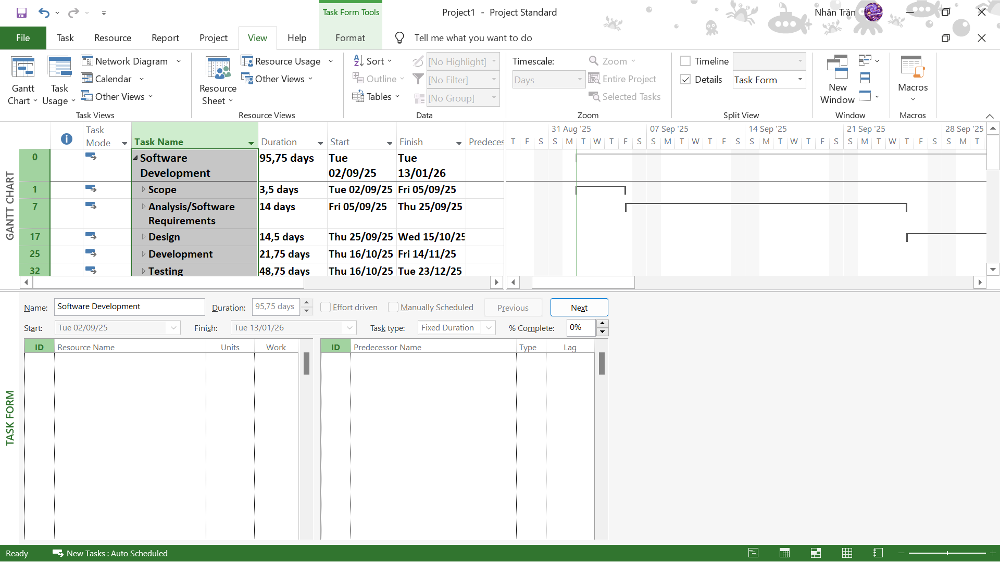 Task Form Tools
Project1 - Project Standard
Nhân Trần
File Task Resource Report Project View Help Format Tell me what you want to do
Gantt Chart
Task Usage
Network Diagram
Calendar
Other Views
Task Views
Resource Sheet
Resource Usage
Other Views
Resource Views
Sort
Outline
Tables
[No Highlight]
[No Filter]
[No Group]
Data
Timescale:
Days
Zoom
Entire Project
Selected Tasks
Zoom
Timeline
Details Task Form
Split View
New Window
Window
Macros
Macros
GANTT CHART
Task Mode Task Name Duration Start Finish Predeces
31 Aug '25 07 Sep '25 14 Sep '25 21 Sep '25 28 Sep '25
T F S S M T W T F S S M T W T F S S M T W T F S S M T W T F S S M T
0 Software Development 95,75 days Tue 02/09/25 Tue 13/01/26
1 Scope 3,5 days Tue 02/09/25 Fri 05/09/25
7 Analysis/Software Requirements 14 days Fri 05/09/25 Thu 25/09/25
17 Design 14,5 days Thu 25/09/25 Wed 15/10/25
25 Development 21,75 days Thu 16/10/25 Fri 14/11/25
32 Testing 48,75 days Thu 16/10/25 Tue 23/12/25
TASK FORM
Name: Software Development Duration: 95,75 days Effort driven Manually Scheduled Previous Next
Start: Tue 02/09/25 Finish: Tue 13/01/26 Task type: Fixed Duration % Complete: 0%
ID Resource Name Units Work
ID Predecessor Name Type Lag
Ready New Tasks : Auto Scheduled